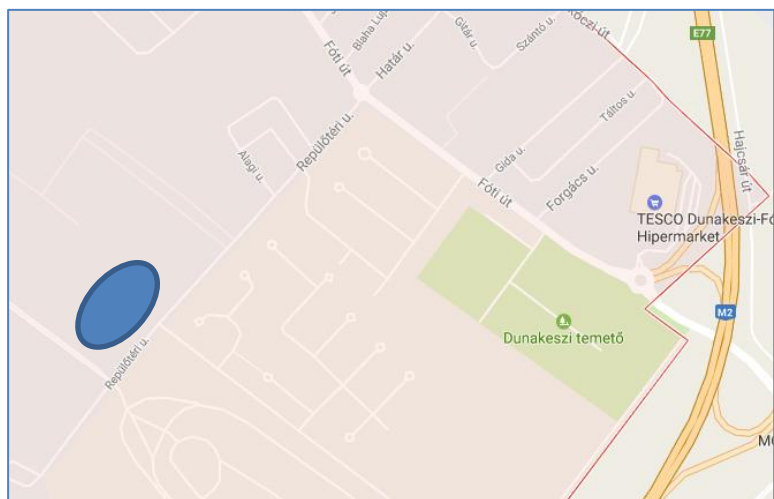 Blaha Luj
Gitár u.
Szántó u.
kóczi út
E77
Fóti út
Határ u.
Táltos u.
Hajcsár út
Repülőtéri u.
Alagi u.
Gida u.
Forgács u.
Fóti út
TESCO Dunakeszi-Fó
Hipermarket
M2
Dunakeszi temető
Repülőtéri u.